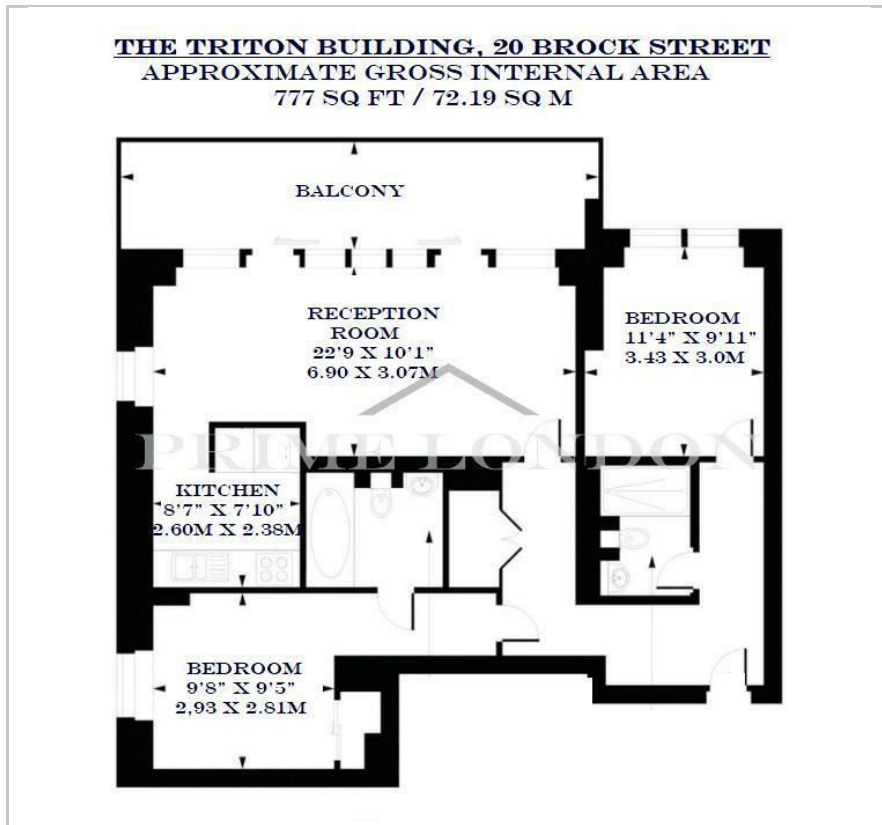 THE TRITON BUILDING, 20 BROCK STREET
APPROXIMATE GROSS INTERNAL AREA
777 SQ FT / 72.19 SQ M
BALCONY
RECEPTION
ROOM
22'9 X 10'1"
6.90 X 3.07M
BEDROOM
11'4" X 9'11"
3.43 X 3.0M
PRIME LONDON
KITCHEN
8'7" X 7'10"
2.60M X 2.38M
BEDROOM
9'8" X 9'5"
2,93 X 2.81M